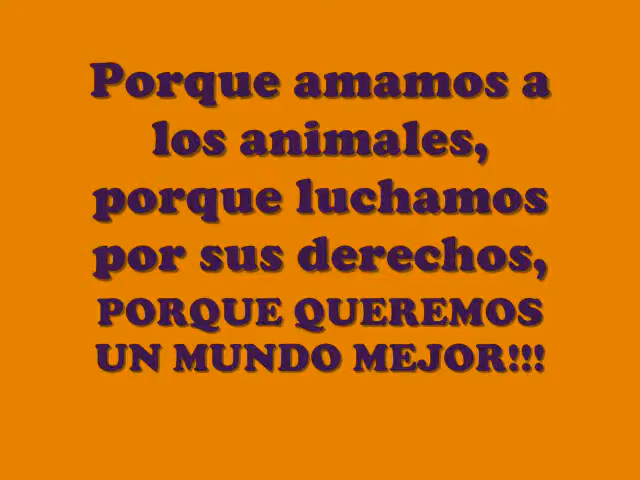 Porque amamos a
los animales,
porque luchamos
por sus derechos,
PORQUE QUEREMOS
UN MUNDO MEJOR!!!